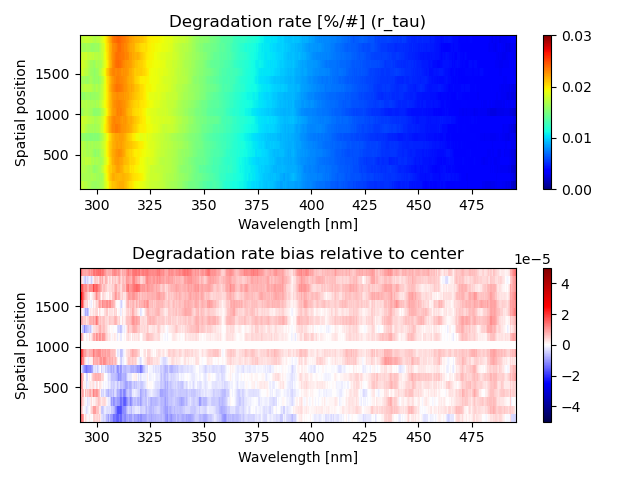 Degradation rate [%/#] (r_tau)
Spatial position
1500
1000
500
300 325 350 375 400 425 450 475
Wavelength [nm]
0.03
0.02
0.01
0.00
Degradation rate bias relative to center
1e−5
Spatial position
1500
1000
500
300 325 350 375 400 425 450 475
Wavelength [nm]
4
2
0
−2
−4